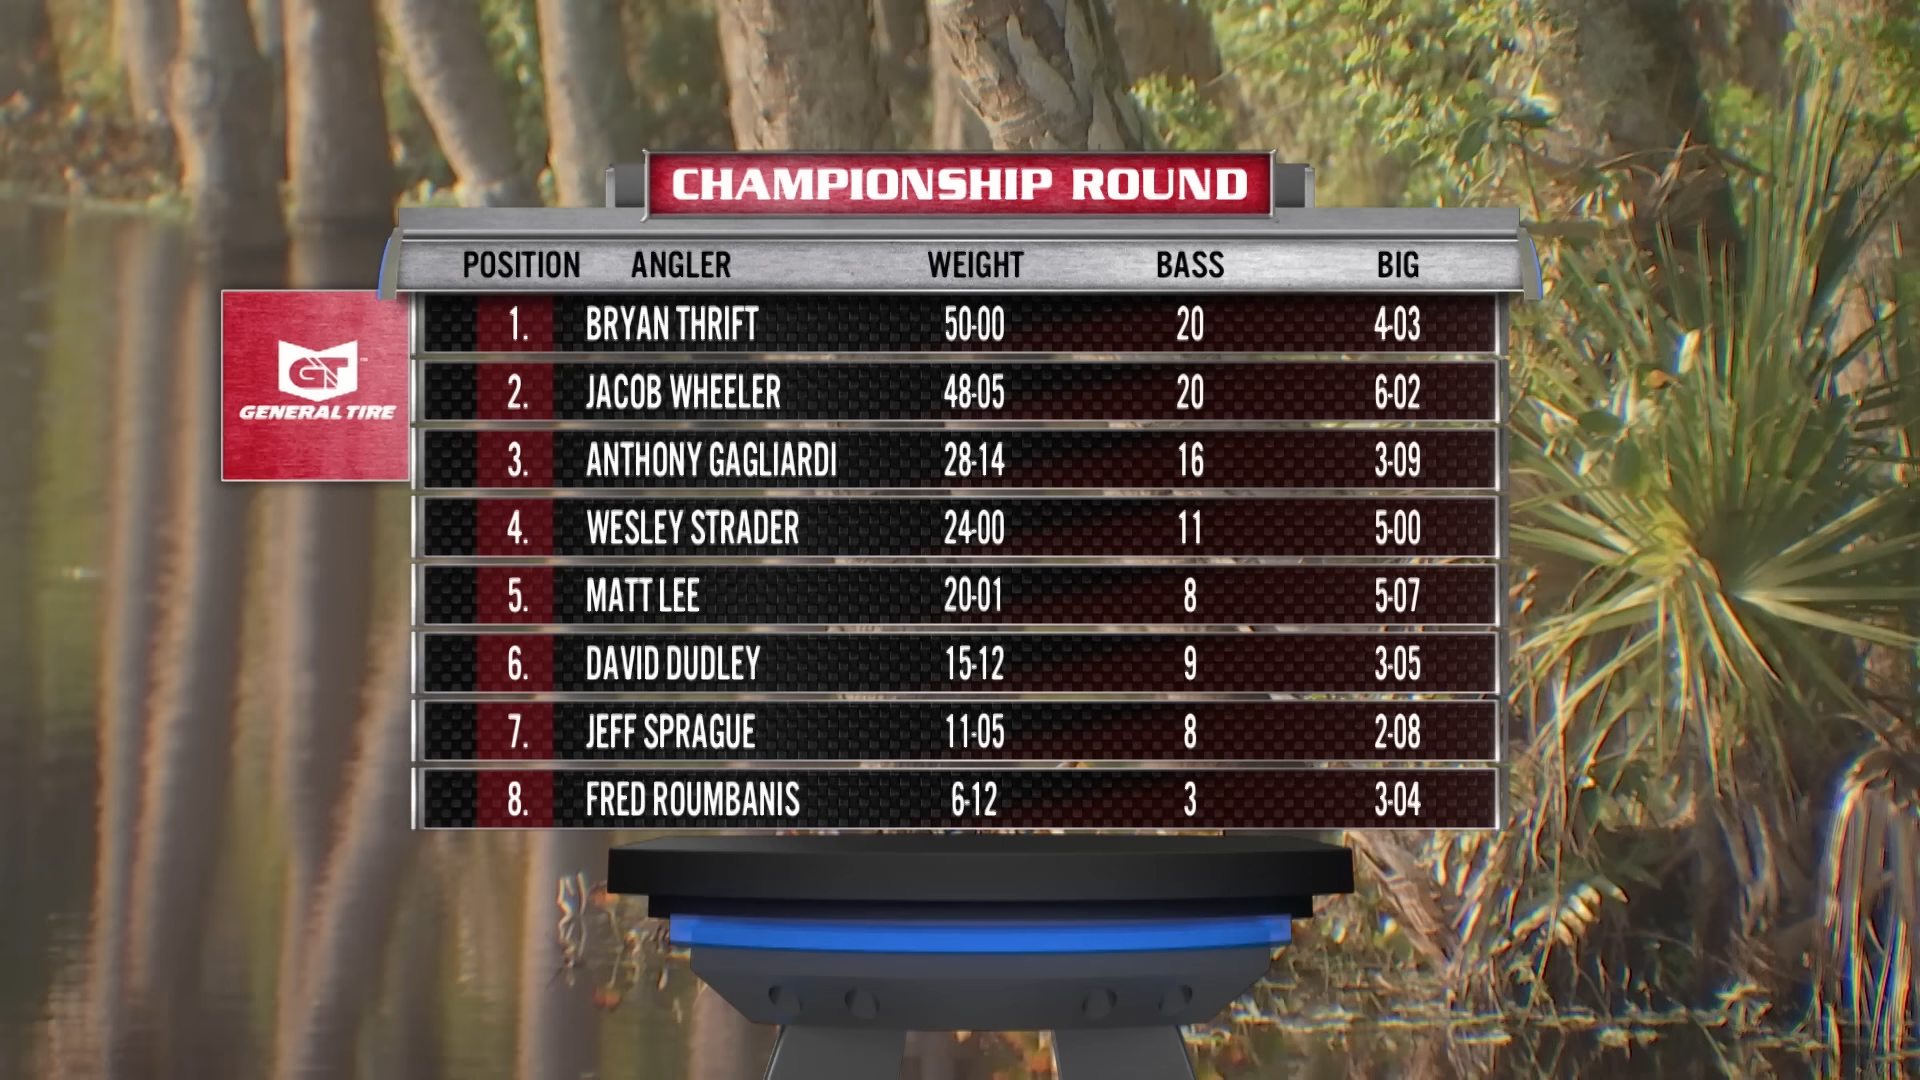 CHAMPIONSHIP ROUND
POSITION ANGLER WEIGHT BASS BIG
1. BRYAN THRIFT 50-00 20 4-03
2. JACOB WHEELER 48-05 20 6-02
3. ANTHONY GAGLIARDI 28-14 16 3-09
4. WESLEY STRADER 24-00 11 5-00
5. MATT LEE 20-01 8 5-07
6. DAVID DUDLEY 15-12 9 3-05
7. JEFF SPRAGUE 11-05 8 2-08
8. FRED ROUMBANIS 6-12 3 3-04
GT
GENERAL TIRE